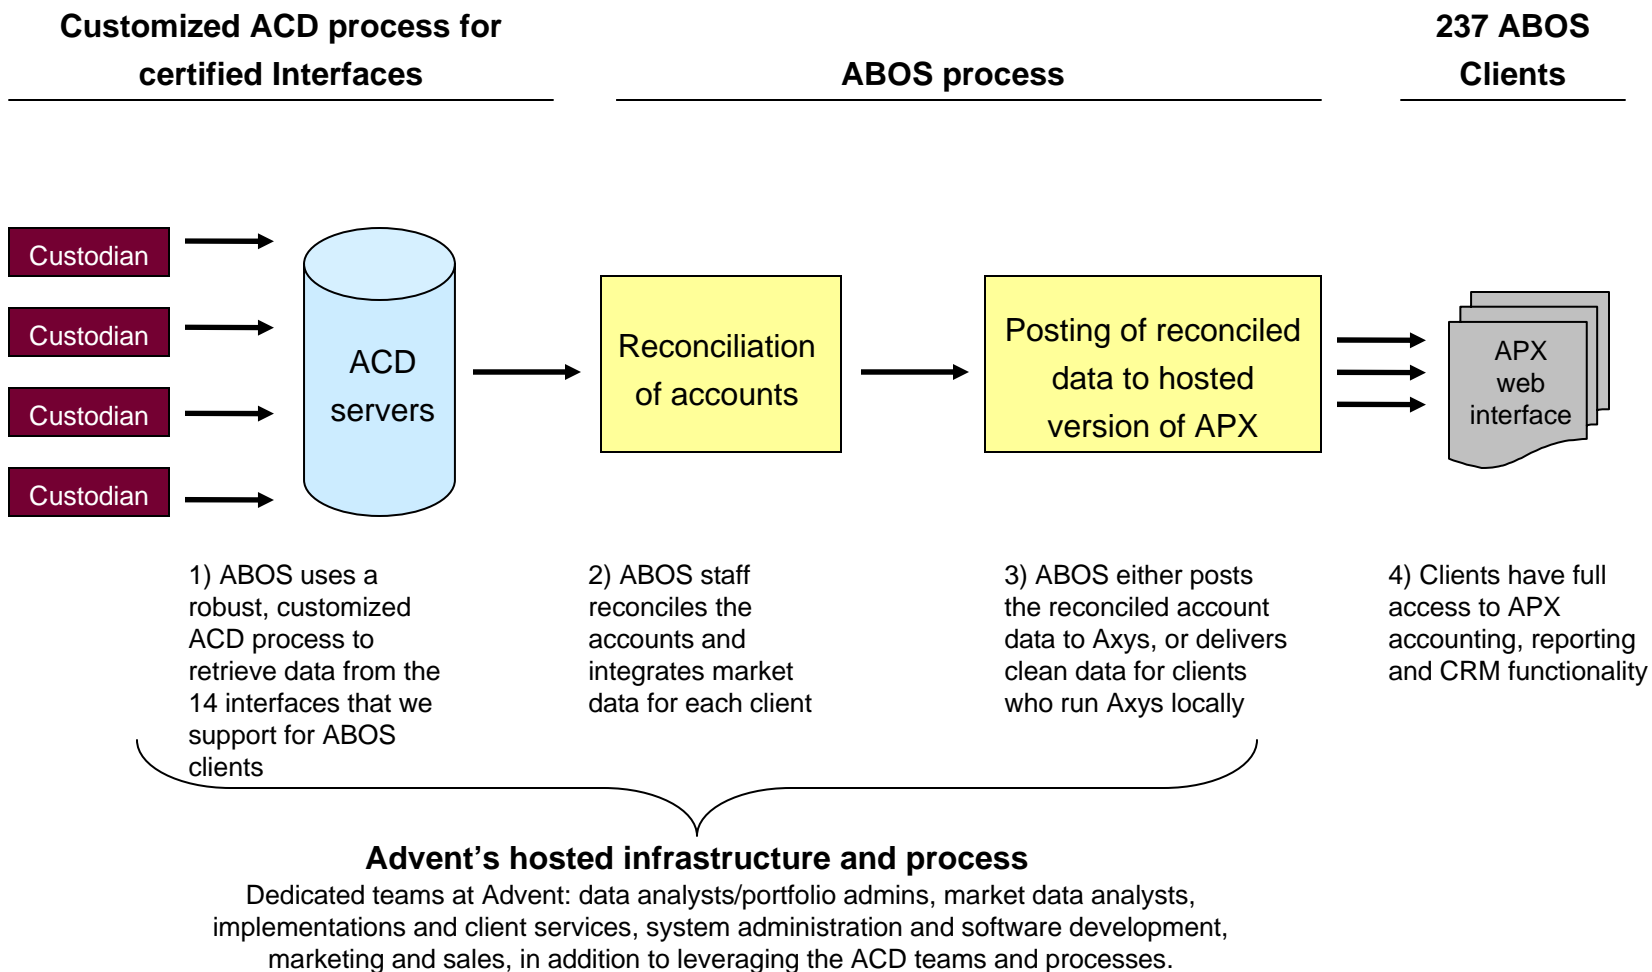 Customized ACD process for
certified Interfaces
ABOS process
237 ABOS
Clients
Custodian
Custodian
Custodian
Custodian
ACD
servers
Reconciliation
of accounts
Posting of reconciled
data to hosted
version of APX
APX
web
interface
1) ABOS uses a
robust, customized
ACD process to
retrieve data from the
14 interfaces that we
support for ABOS
clients
2) ABOS staff
reconciles the
accounts and
integrates market
data for each client
3) ABOS either posts
the reconciled account
data to Axys, or delivers
clean data for clients
who run Axys locally
4) Clients have full
access to APX
accounting, reporting
and CRM functionality
Advent’s hosted infrastructure and process
Dedicated teams at Advent: data analysts/portfolio admins, market data analysts,
implementations and client services, system administration and software development,
marketing and sales, in addition to leveraging the ACD teams and processes.